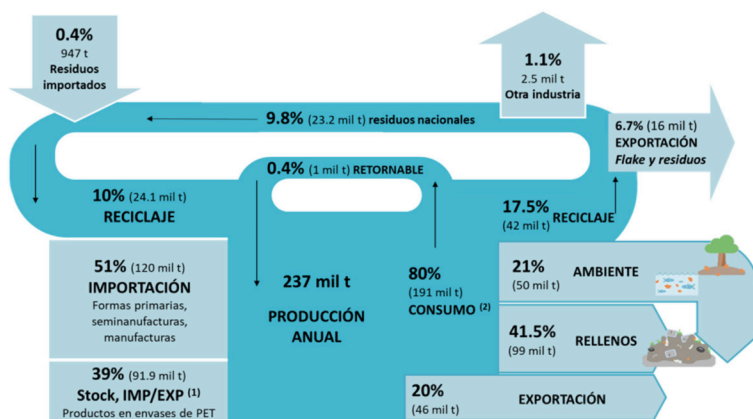 0.4%
947 t
Residuos
importados
1.1%
2.5 mil t
Otra industria
9.8% (23.2 mil t) residuos nacionales
6.7% (16 mil t)
EXPORTACIÓN
Flake y residuos
0.4% (1 mil t) RETORNABLE
10% (24.1 mil t)
RECICLAJE
17.5% RECICLAJE
(42 mil t)
51% (120 mil t)
IMPORTACIÓN
Formas primarias,
seminanufacturas,
manufacturas
237 mil t
PRODUCCIÓN
ANUAL
80%
(191 mil t)
CONSUMO (2)
21% AMBIENTE
(50 mil t)
41.5% RELLENOS
(99 mil t)
39% (91.9 mil t)
Stock, IMP/EXP (1)
Productos en envases de PET
20% EXPORTACIÓN
(46 mil t)